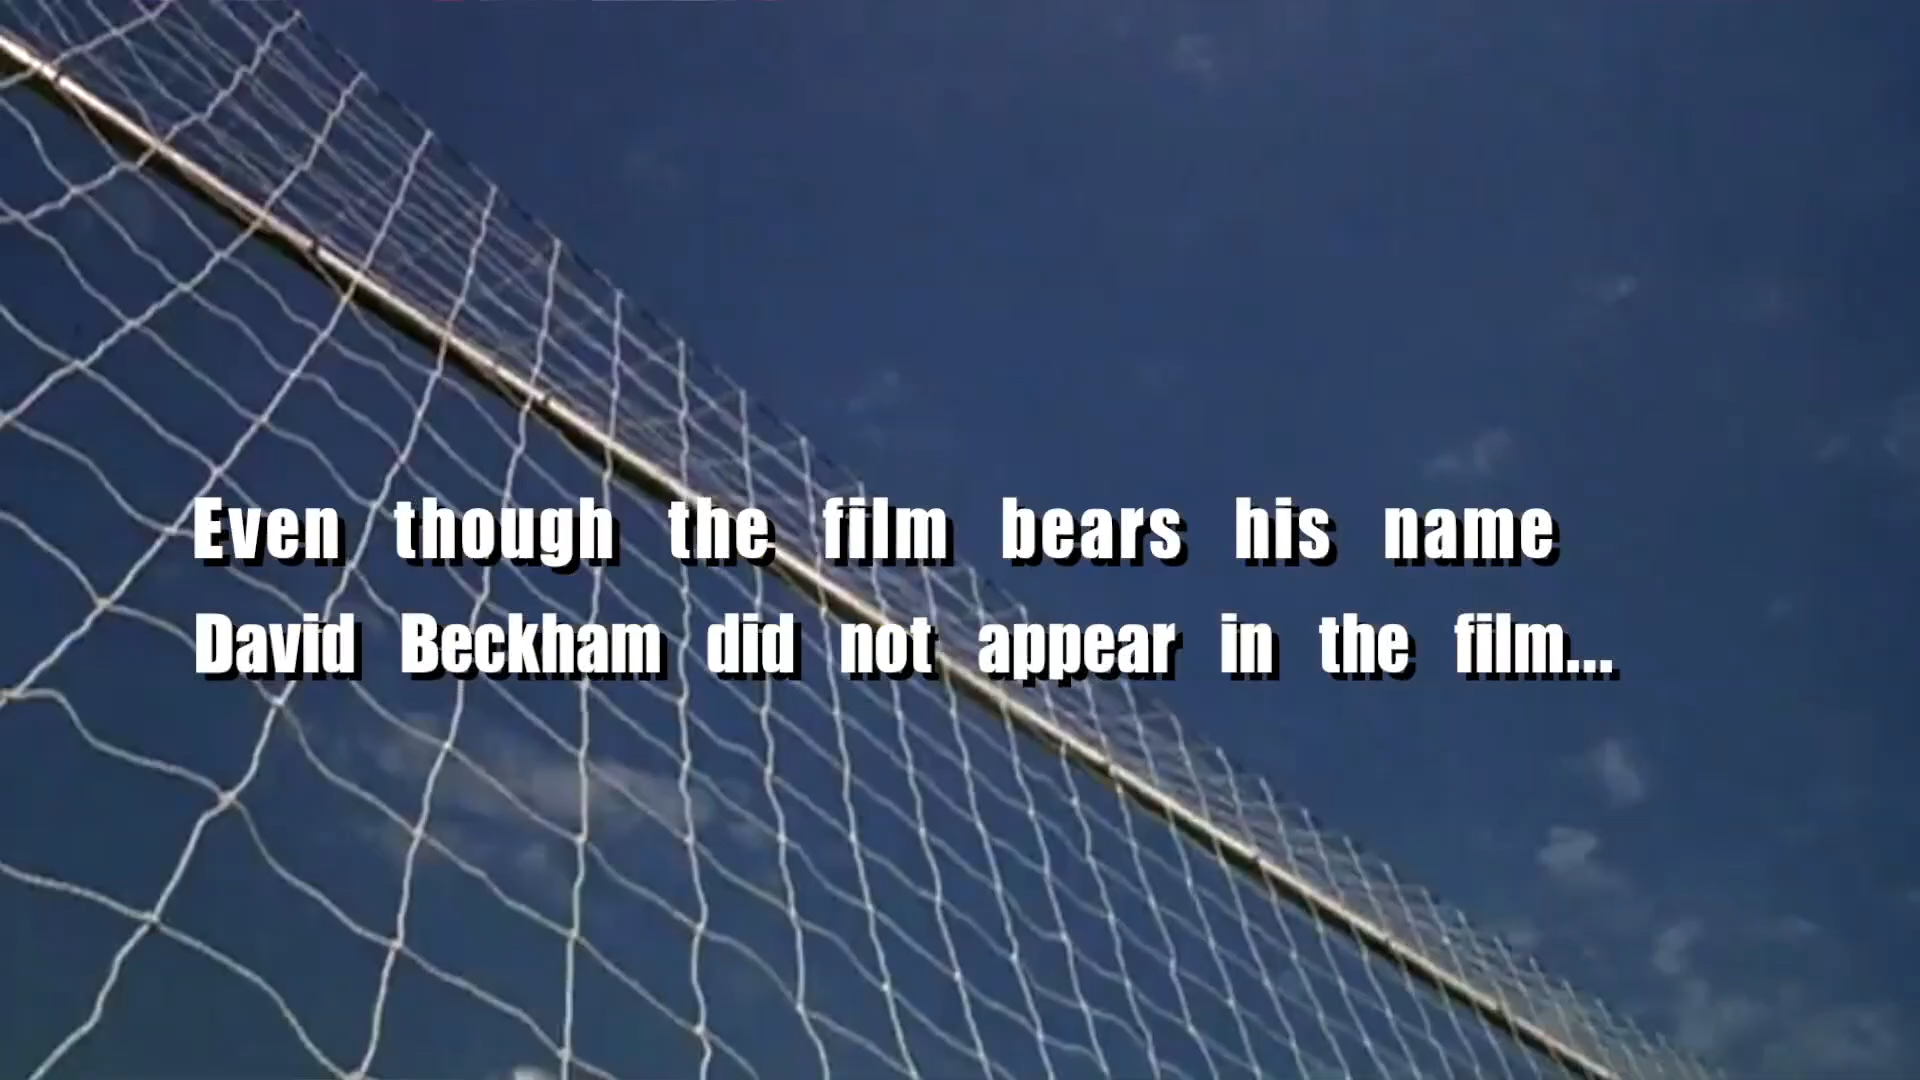 Even though the film bears his name
David Beckham did not appear in the film...